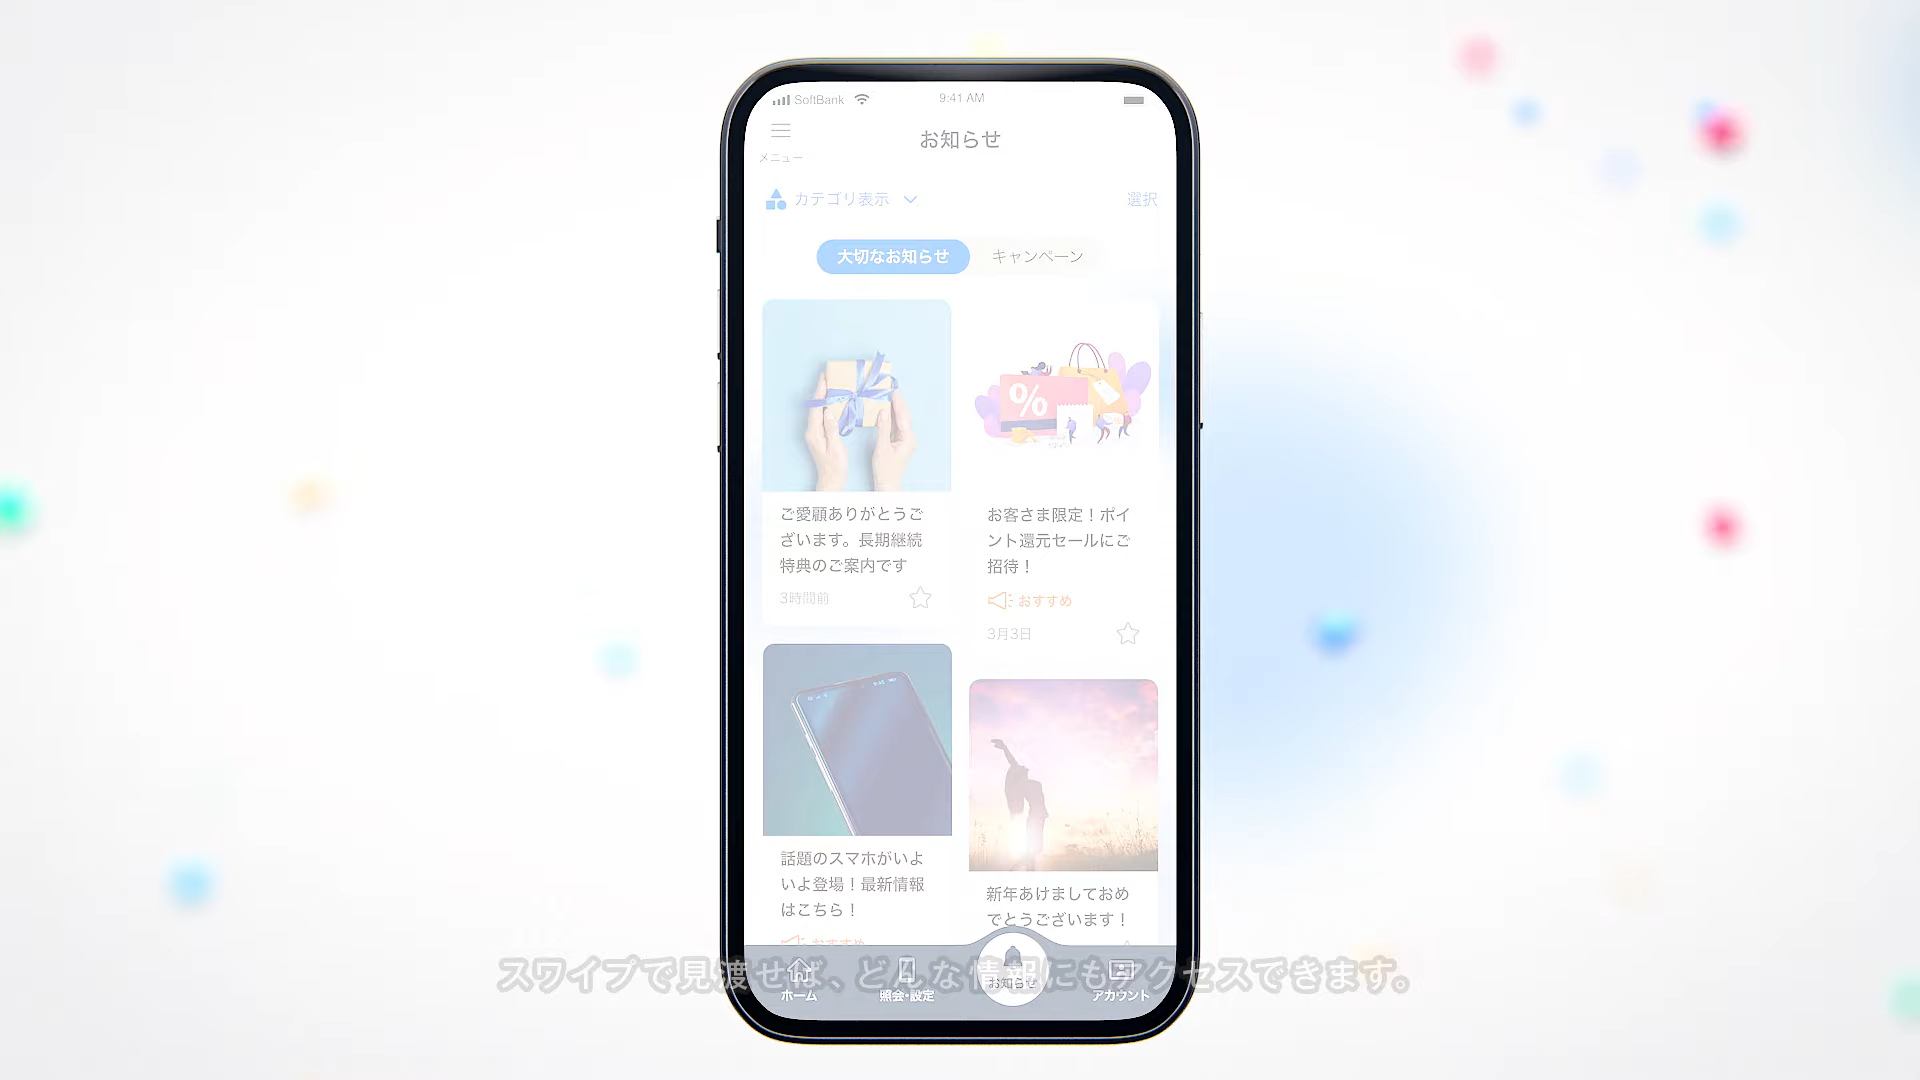 SoftBank
9:41 AM
メニュー
お知らせ
カテゴリ表示
選択
大切なお知らせ
キャンペーン
%
ご愛顧ありがとうご
ざいます。長期継続
特典のご案内です
3時間前
お客さま限定！ポイ
ント還元セールにご
招待！
おすすめ
3月3日
話題のスマホがいよ
いよ登場！最新情報
はこちら！
おすすめ
新年あけましておめ
でとうございます！
スワイプで見渡せば、どんな情報にもアクセスできます。
ホーム
照会・設定
お知らせ
アカウント